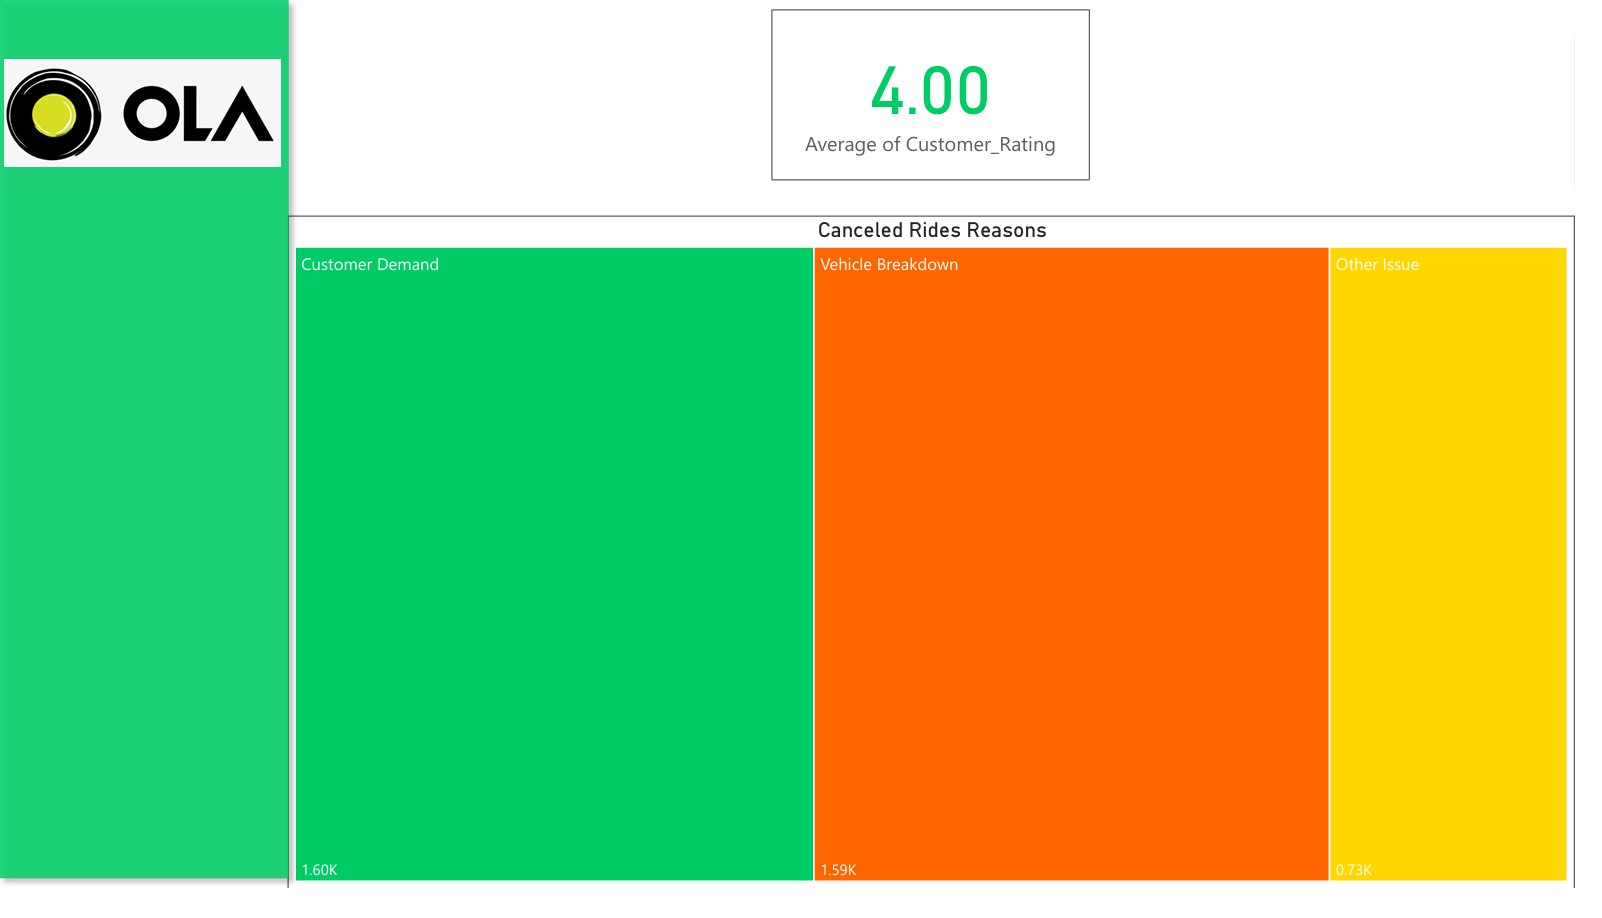 OLA
4.00
Average of Customer_Rating
Canceled Rides Reasons
Customer Demand
Vehicle Breakdown
Other Issue
1.60K
1.59K
0.73K